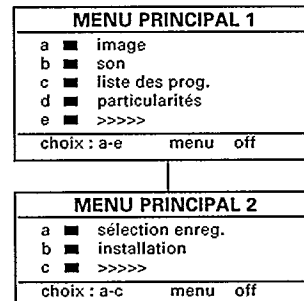 MENU PRINCIPAL 1
a ■ image
b ■ son
c ■ liste des prog.
d ■ particularités
e ■ >>>>>
choix : a-e menu off
MENU PRINCIPAL 2
a ■ sélection enreg.
b ■ installation
c ■ >>>>>
choix : a-c menu off